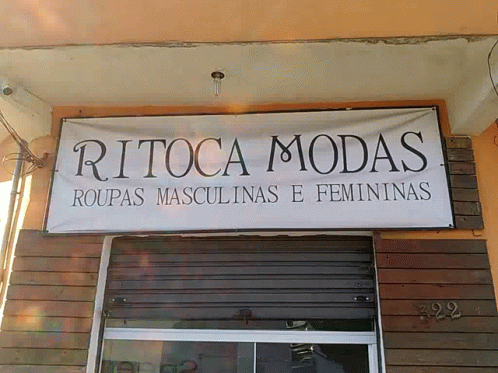 RITOCA MODAS
ROUPAS MASCULINAS E FEMININAS
322